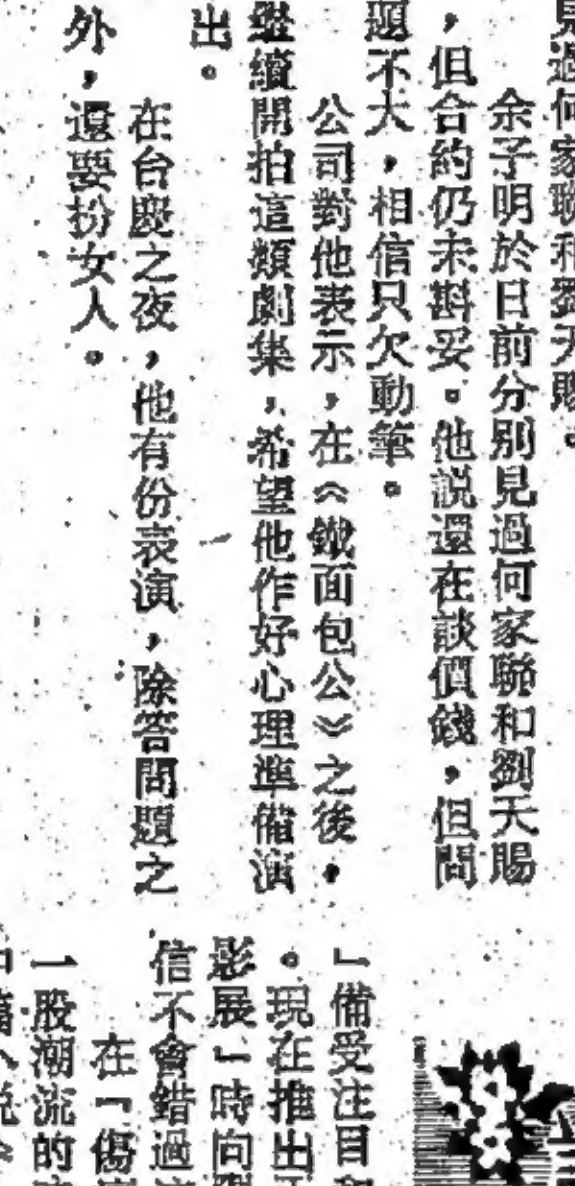 見過何家聯和劉天賜。
余子明於日前分別見過何家聯和劉天賜
，但合約仍未斟妥。他説還在談價錢，但問
題不大，相信只欠動筆。
公司對他表示，在《鐵面包公》之後，
繼續開拍這類劇集，希望他作好心理準備演
出。
在台慶之夜，他有份表演，除答問題之
外，還要扮女人。
」備受注目
。現在推出
影展」時向
信不會錯過
在「傷
一股潮流的